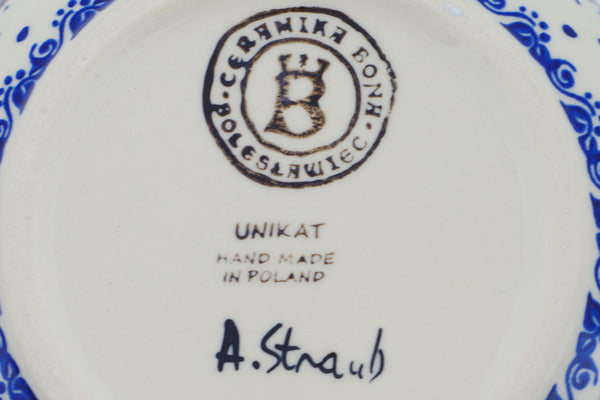 CERAMIKA BONA
BOLESŁAWIEC
B
UNIKAT
HAND MADE
IN POLAND
A. Straub